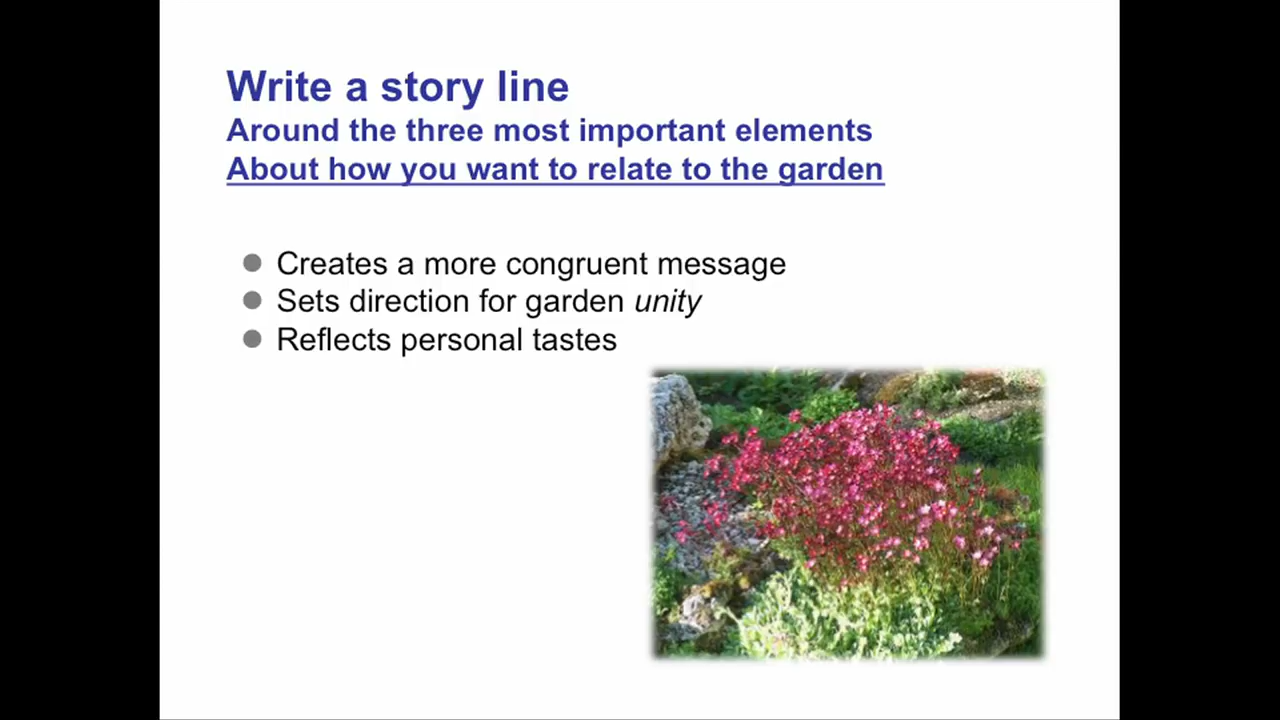 Write a story line
Around the three most important elements
About how you want to relate to the garden
Creates a more congruent message
Sets direction for garden unity
Reflects personal tastes